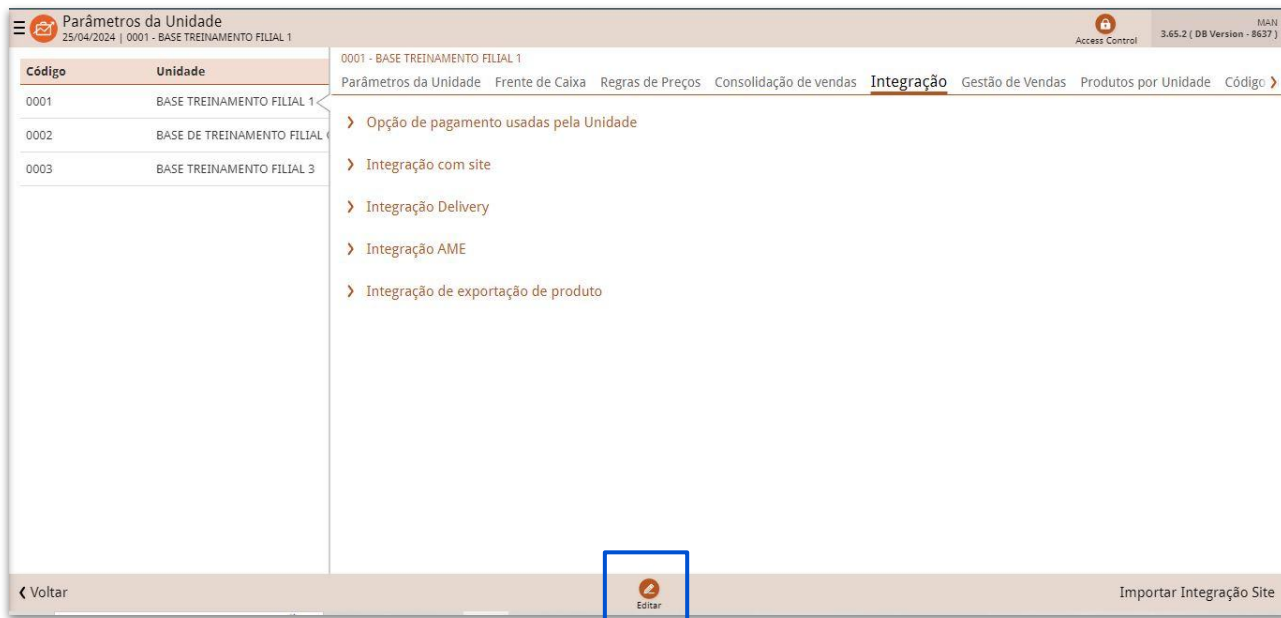 Parâmetros da Unidade
25/04/2024 | 0001 - BASE TREINAMENTO FILIAL 1
Access Control
MAN
3.65.2 ( DB Version - 8637 )
Código Unidade
0001 BASE TREINAMENTO FILIAL 1
0002 BASE DE TREINAMENTO FILIAL
0003 BASE TREINAMENTO FILIAL 3
0001 - BASE TREINAMENTO FILIAL 1
Parâmetros da Unidade Frente de Caixa Regras de Preços Consolidação de vendas Integração Gestão de Vendas Produtos por Unidade Código
Opção de pagamento usadas pela Unidade
Integração com site
Integração Delivery
Integração AME
Integração de exportação de produto
Voltar
Editar
Importar Integração Site